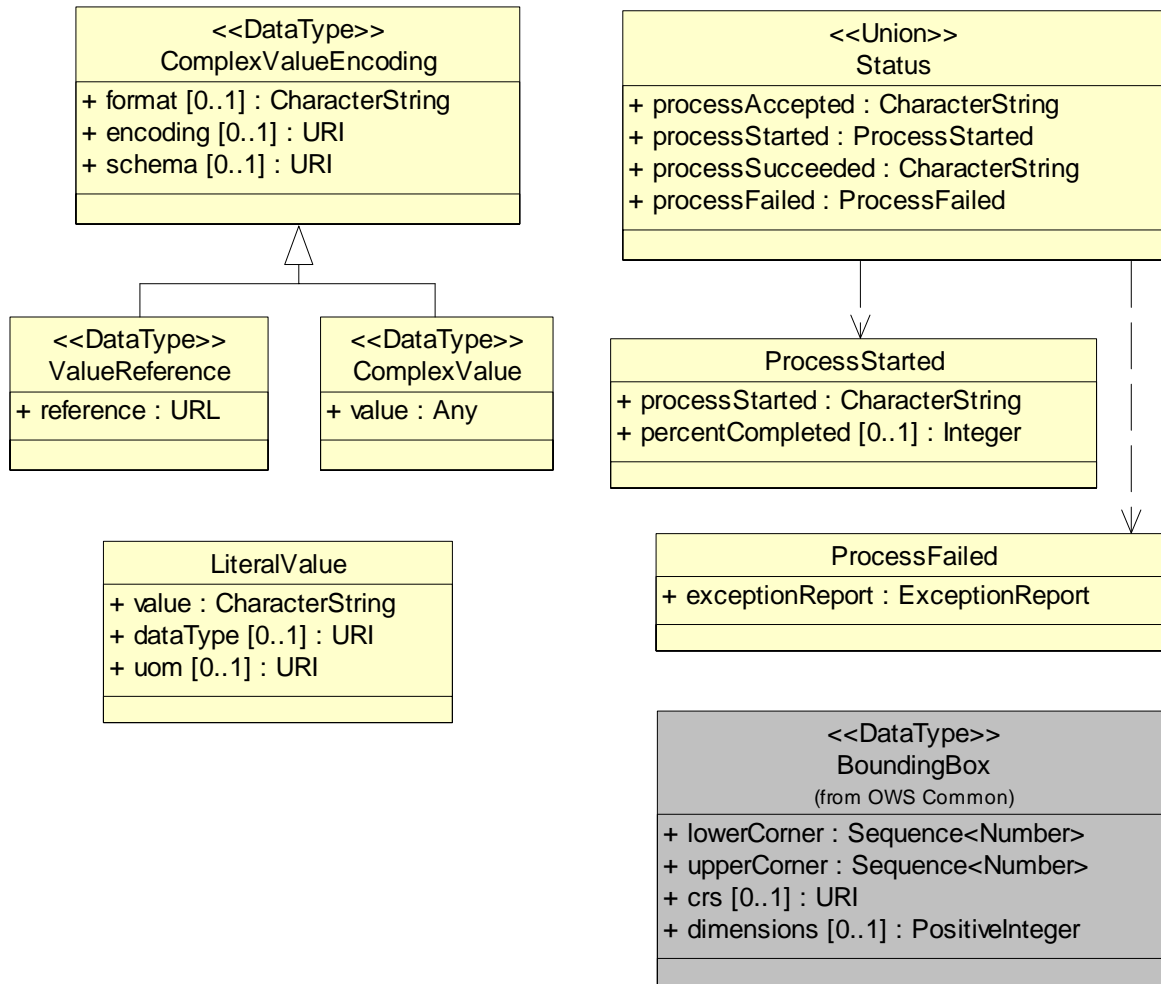 <<DataType>>
ComplexValueEncoding
+ format [0..1] : CharacterString
+ encoding [0..1] : URI
+ schema [0..1] : URI
<<DataType>>
ValueReference
+ reference : URL
<<DataType>>
ComplexValue
+ value : Any
LiteralValue
+ value : CharacterString
+ dataType [0..1] : URI
+ uom [0..1] : URI
<<Union>>
Status
+ processAccepted : CharacterString
+ processStarted : ProcessStarted
+ processSucceeded : CharacterString
+ processFailed : ProcessFailed
ProcessStarted
+ processStarted : CharacterString
+ percentCompleted [0..1] : Integer
ProcessFailed
+ exceptionReport : ExceptionReport
<<DataType>>
BoundingBox
(from OWS Common)
+ lowerCorner : Sequence<Number>
+ upperCorner : Sequence<Number>
+ crs [0..1] : URI
+ dimensions [0..1] : PositiveInteger